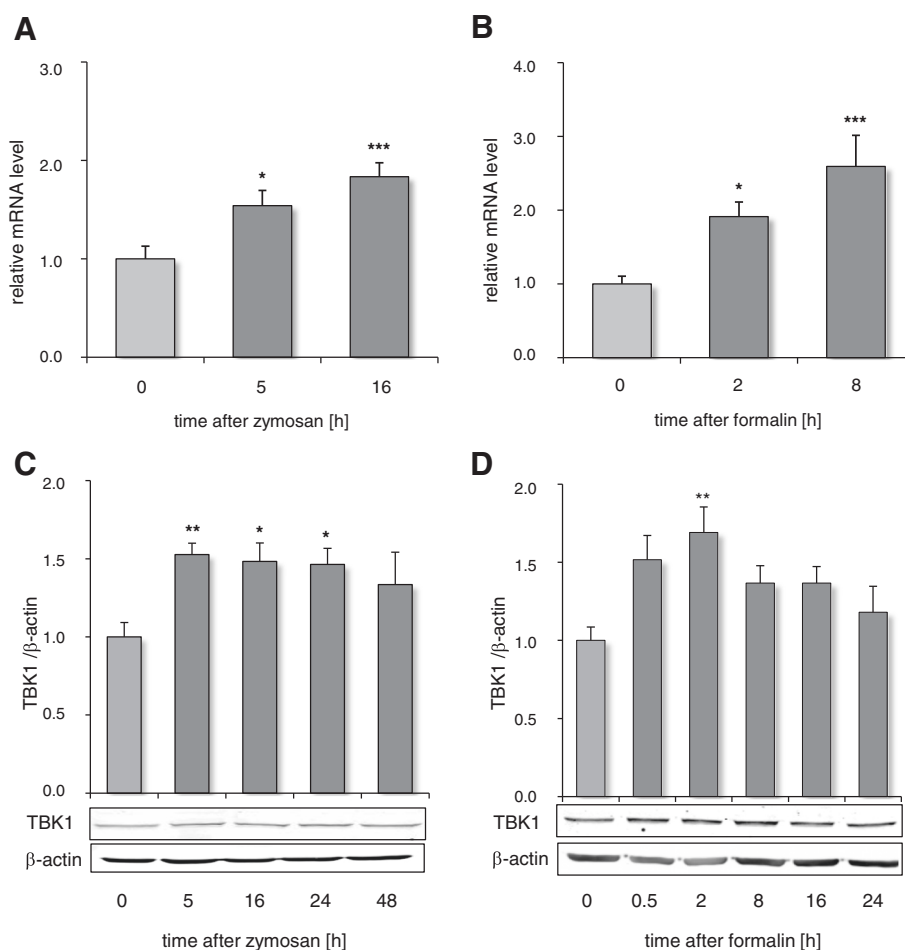 A
relative mRNA level
3.0
2.0
1.0
0.0
*
***
0 5 16
time after zymosan [h]
B
relative mRNA level
4.0
3.0
2.0
1.0
0.0
*
***
0 2 8
time after formalin [h]
C
TBK1 /β-actin
2.0
1.5
1.0
0.5
0.0
** * *
TBK1
β-actin
0 5 16 24 48
time after zymosan [h]
D
TBK1 /β-actin
2.0
1.5
1.0
0.5
0.0
**
TBK1
β-actin
0 0.5 2 8 16 24
time after formalin [h]